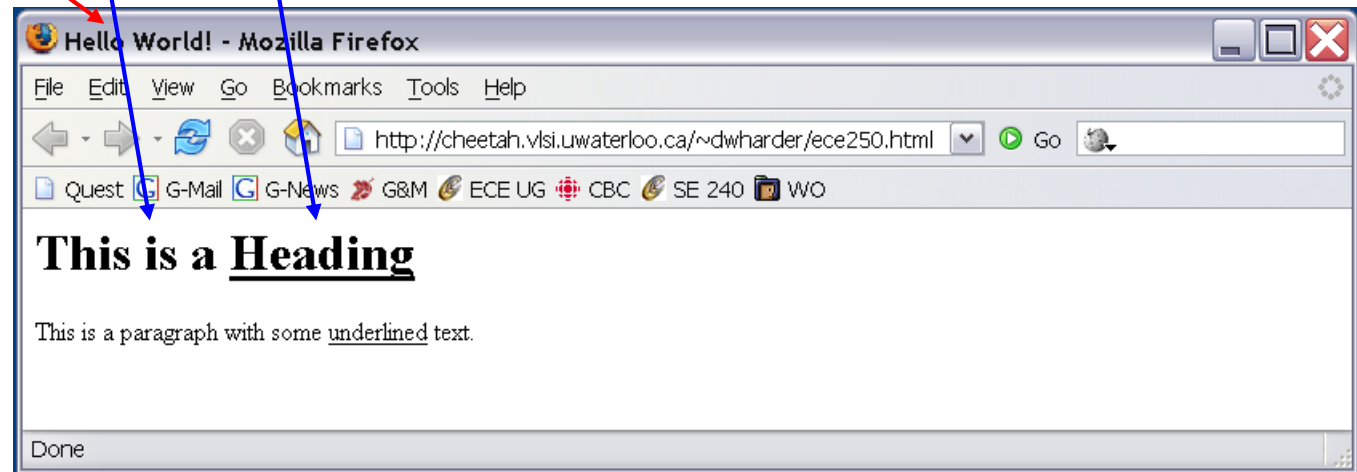 Hello World! - Mozilla Firefox
File Edit View Go Bookmarks Tools Help
http://cheetah.vlsi.uwaterloo.ca/~dwharder/ece250.html Go
Quest G G-Mail G G-News G&M ECE UG CBC SE 240 WO
This is a Heading
This is a paragraph with some underlined text.
Done